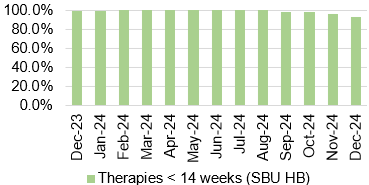 100.0%
80.0%
60.0%
40.0%
20.0%
0.0%
Dec-23
Jan-24
Feb-24
Mar-24
Apr-24
May-24
Jun-24
Jul-24
Aug-24
Sep-24
Oct-24
Nov-24
Dec-24
Therapies < 14 weeks (SBU HB)